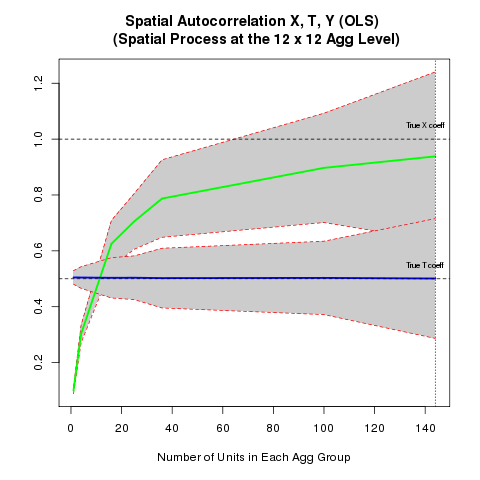 Spatial Autocorrelation X, T, Y (OLS)
(Spatial Process at the 12 x 12 Agg Level)
1.2
1.0
0.8
0.6
0.4
0.2
True X coeff
True T coeff
0 20 40 60 80 100 120 140
Number of Units in Each Agg Group